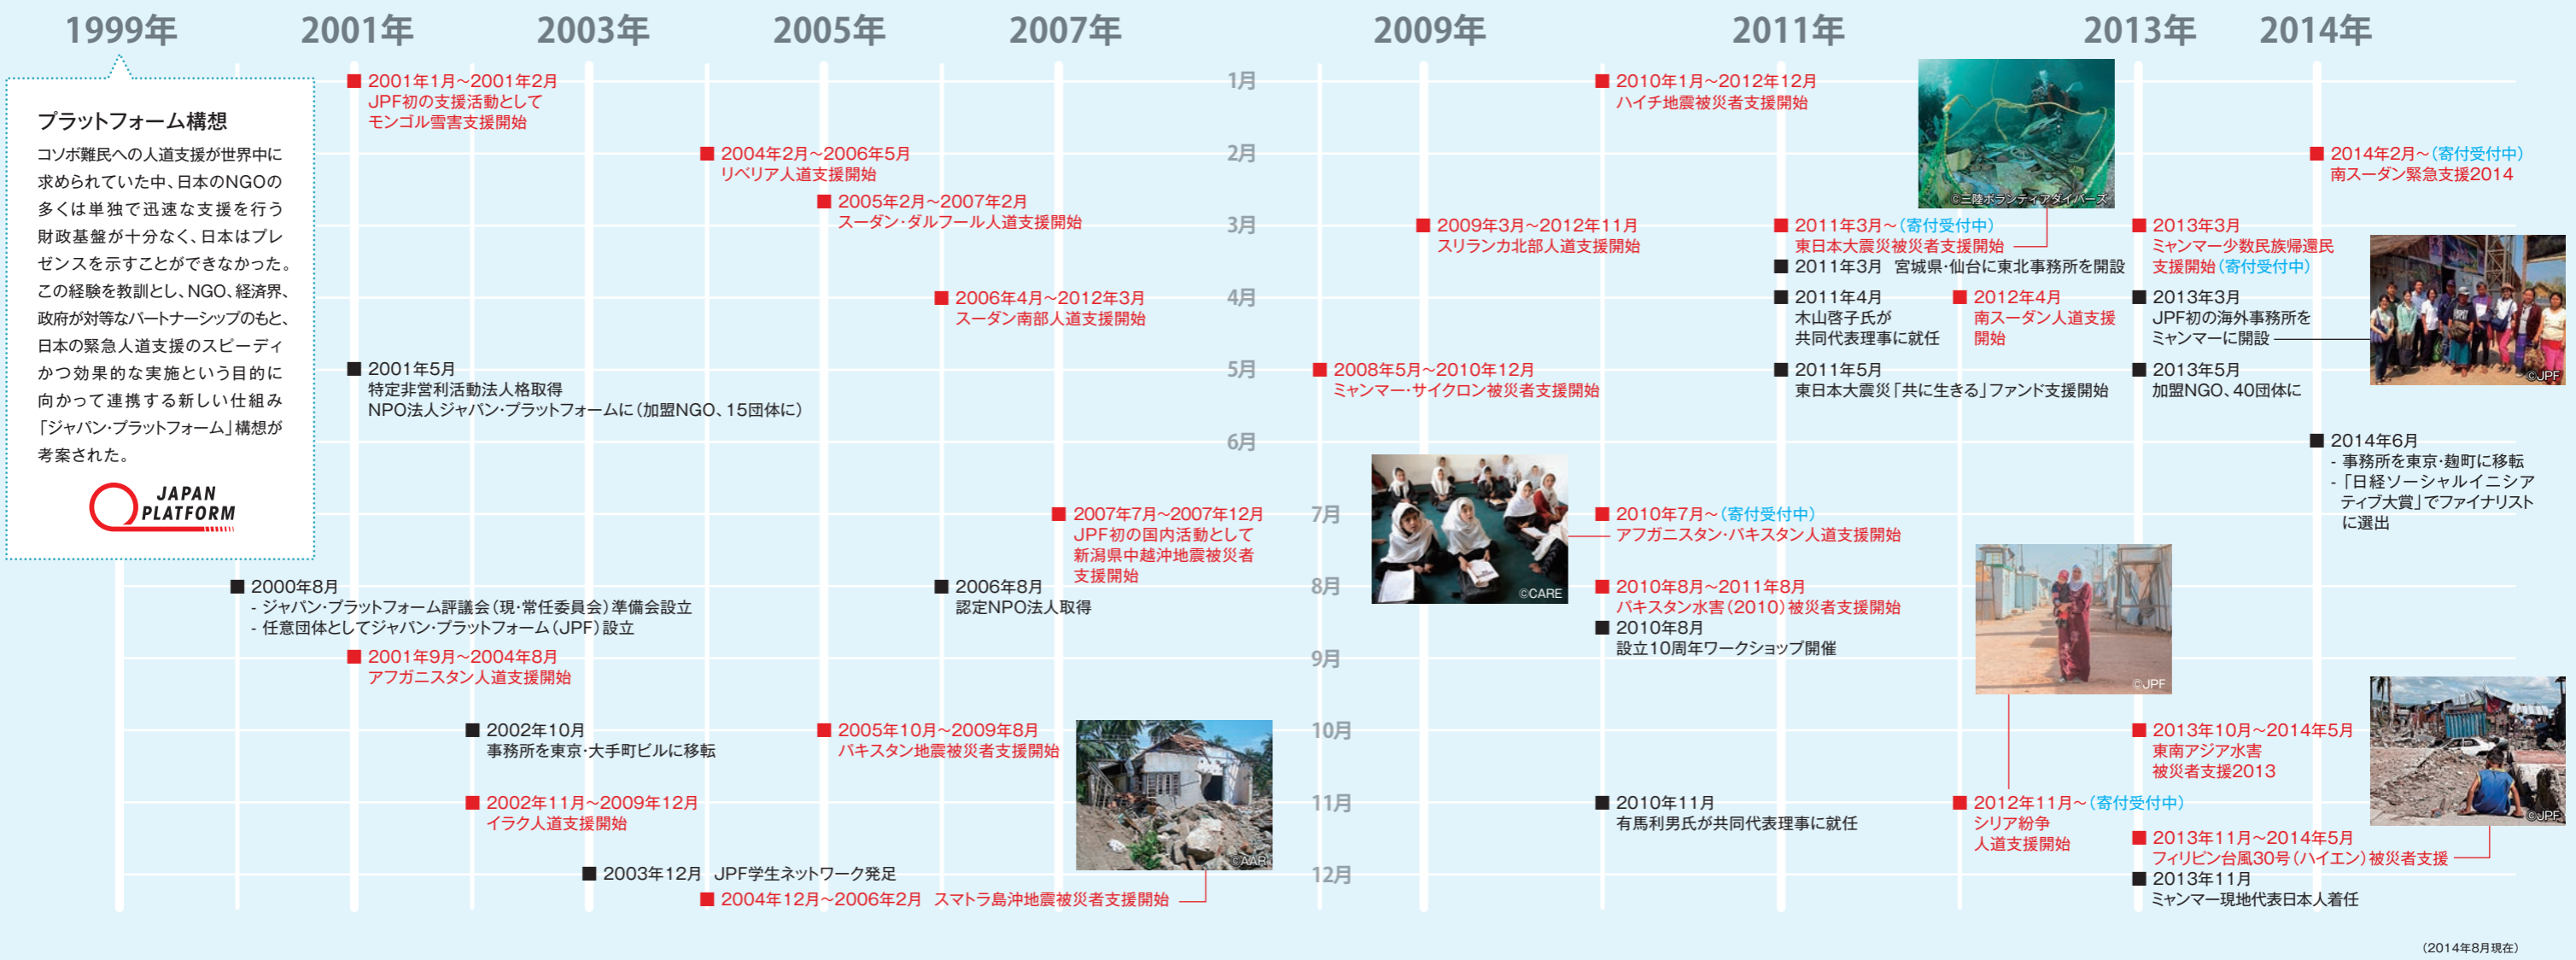 1999年
2001年
2003年
2005年
2007年
2009年
2011年
2013年
2014年
プラットフォーム構想
コソボ難民への人道支援が世界中に
求められていた中、日本のNGOの
多くは単独で迅速な支援を行う
財政基盤が十分なく、日本はプレ
ゼンスを示すことができなかった。
この経験を教訓とし、NGO、経済界、
政府が対等なパートナーシップのもと、
日本の緊急人道支援のスピーディ
かつ効果的な実施という目的に
向かって連携する新しい仕組み
「ジャパン・プラットフォーム」構想が
考案された。
JAPAN
PLATFORM
2000年8月
- ジャパン・プラットフォーム評議会（現・常任委員会）準備会設立
- 任意団体としてジャパン・プラットフォーム（JPF）設立
2001年1月～2001年2月
JPF初の支援活動として
モンゴル雪害支援開始
2001年5月
特定非営利活動法人格取得
NPO法人ジャパン・プラットフォームに（加盟NGO、15団体に）
2001年9月～2004年8月
アフガニスタン人道支援開始
2002年10月
事務所を東京・大手町ビルに移転
2002年11月～2009年12月
イラク人道支援開始
2003年12月 JPF学生ネットワーク発足
2004年2月～2006年5月
リベリア人道支援開始
2004年12月～2006年2月 スマトラ島沖地震被災者支援開始
2005年2月～2007年2月
スーダン・ダルフール人道支援開始
2005年10月～2009年8月
パキスタン地震被災者支援開始
2006年4月～2012年3月
スーダン南部人道支援開始
2006年8月
認定NPO法人取得
2007年7月～2007年12月
JPF初の国内活動として
新潟県中越沖地震被災者
支援開始
©AAR
1月
2月
3月
4月
5月
6月
7月
8月
9月
10月
11月
12月
2008年5月～2010年12月
ミャンマー・サイクロン被災者支援開始
2009年3月～2012年11月
スリランカ北部人道支援開始
2010年1月～2012年12月
ハイチ地震被災者支援開始
©CARE
2010年7月～（寄付受付中）
アフガニスタン・パキスタン人道支援開始
2010年8月～2011年8月
パキスタン水害（2010）被災者支援開始
2010年8月
設立10周年ワークショップ開催
2010年11月
有馬利男氏が共同代表理事に就任
©三陸ボランティアダイバーズ
2011年3月～（寄付受付中）
東日本大震災被災者支援開始
2011年3月 宮城県・仙台に東北事務所を開設
2011年4月
木山啓子氏が
共同代表理事に就任
2011年5月
東日本大震災「共に生きる」ファンド支援開始
2012年4月
南スーダン人道支援
開始
©JPF
2012年11月～（寄付受付中）
シリア紛争
人道支援開始
2013年3月
ミャンマー少数民族帰還民
支援開始（寄付受付中）
2013年3月
JPF初の海外事務所を
ミャンマーに開設
©JPF
2013年5月
加盟NGO、40団体に
2013年10月～2014年5月
東南アジア水害
被災者支援2013
2013年11月～2014年5月
フィリピン台風30号（ハイエン）被災者支援
©JPF
2013年11月
ミャンマー現地代表日本人着任
2014年2月～（寄付受付中）
南スーダン緊急支援2014
2014年6月
- 事務所を東京・麹町に移転
- 「日経ソーシャルイニシア
ティブ大賞」でファイナリスト
に選出
（2014年8月現在）